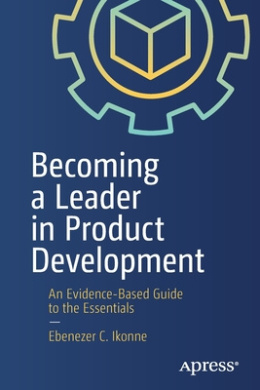 Becoming
a Leader
in Product
Development
An Evidence-Based Guide
to the Essentials
Ebenezer C. Ikonne
Apress®